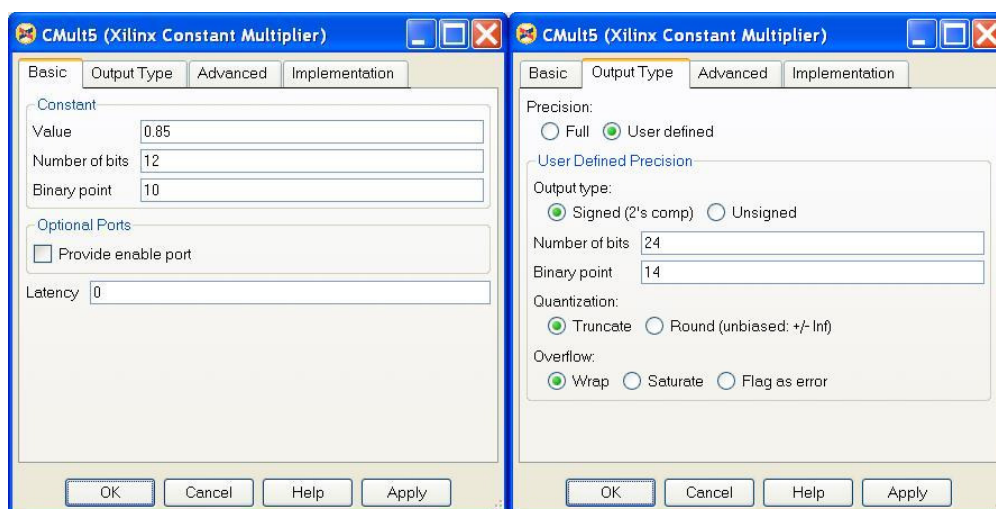 CMult5 (Xilinx Constant Multiplier)
Basic Output Type Advanced Implementation
Constant
Value 0.85
Number of bits 12
Binary point 10
Optional Ports
Provide enable port
Latency 0
OK Cancel Help Apply
CMult5 (Xilinx Constant Multiplier)
Basic Output Type Advanced Implementation
Precision:
Full User defined
User Defined Precision
Output type:
Signed (2's comp) Unsigned
Number of bits 24
Binary point 14
Quantization:
Truncate Round (unbiased: +/- Inf)
Overflow:
Wrap Saturate Flag as error
OK Cancel Help Apply